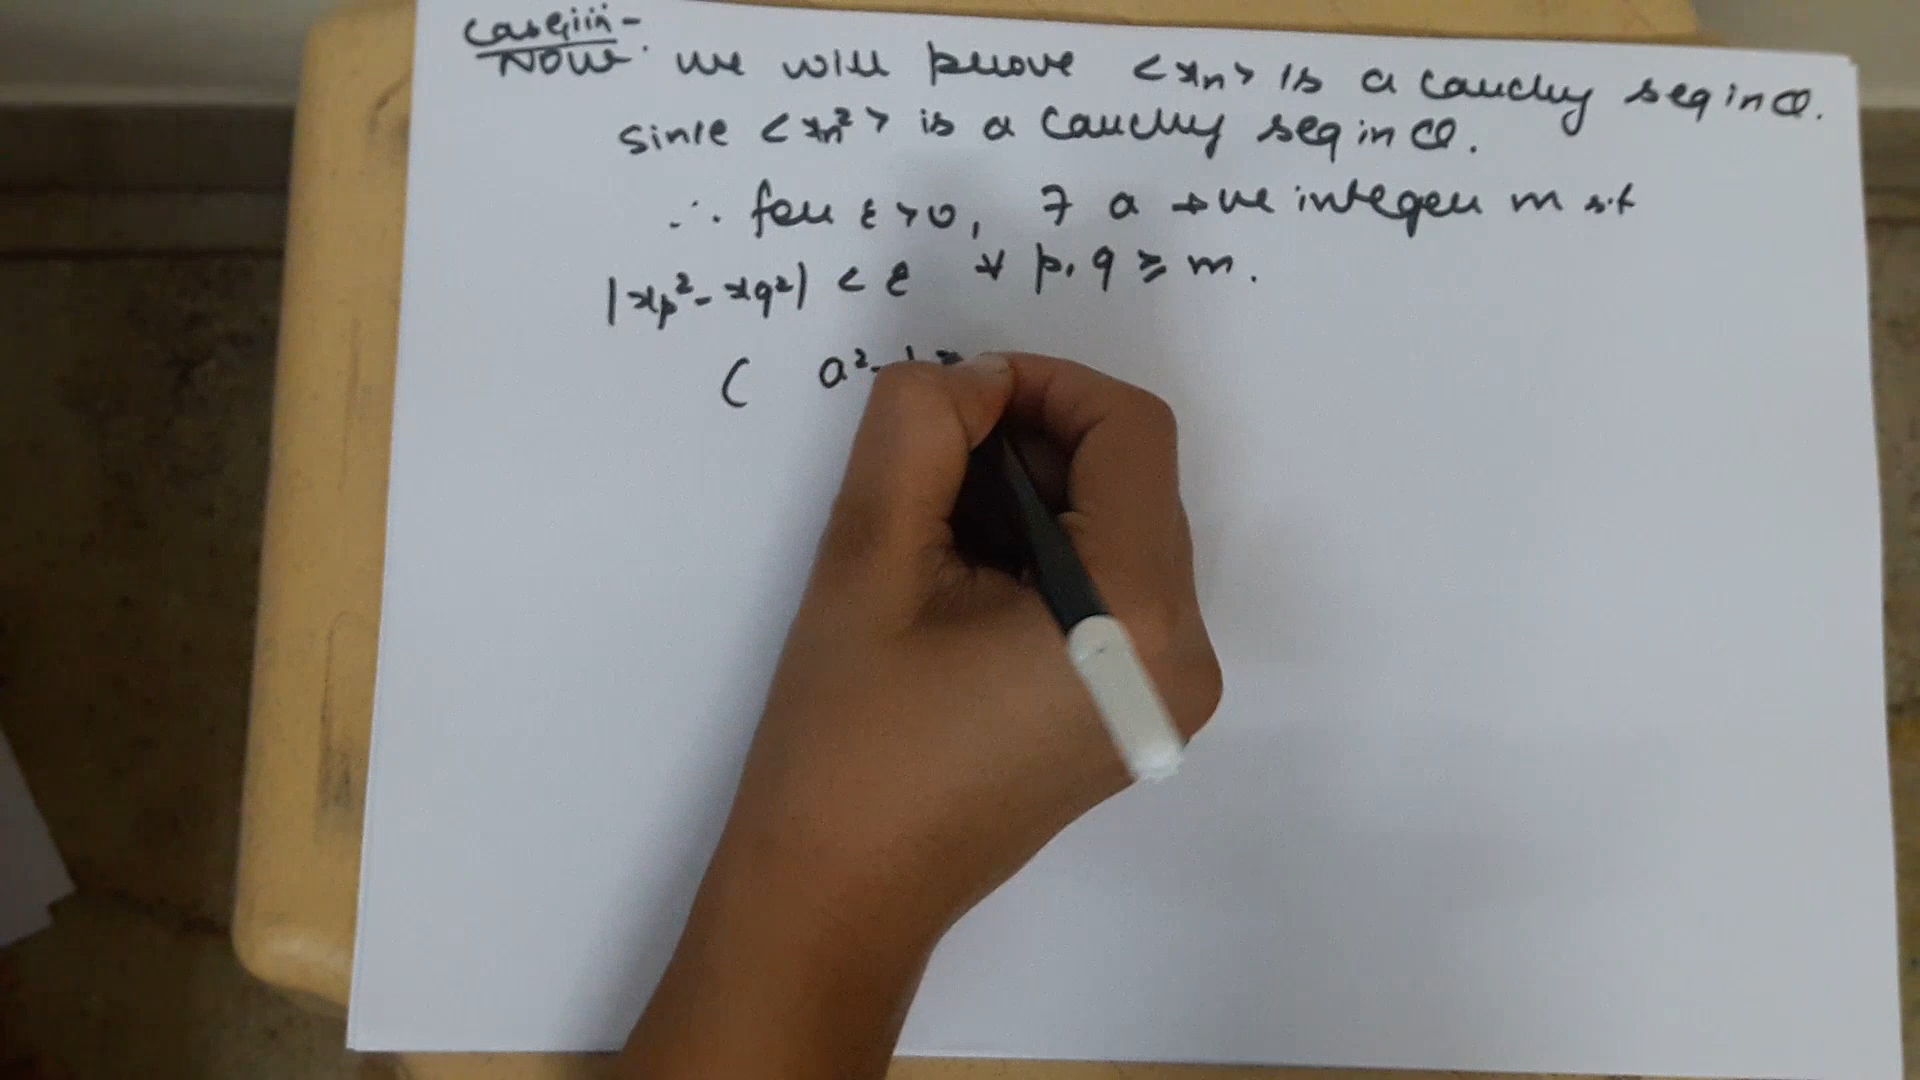 Case iii -
Now we will prove <xn> is a cauchy seq in Q.
Since <xn²> is a Cauchy seq in Q.
∴ for ε > 0, ∃ a +ve integer m s.t
|xp² - xq²| < ε ∀ p, q ≥ m.
( a² -